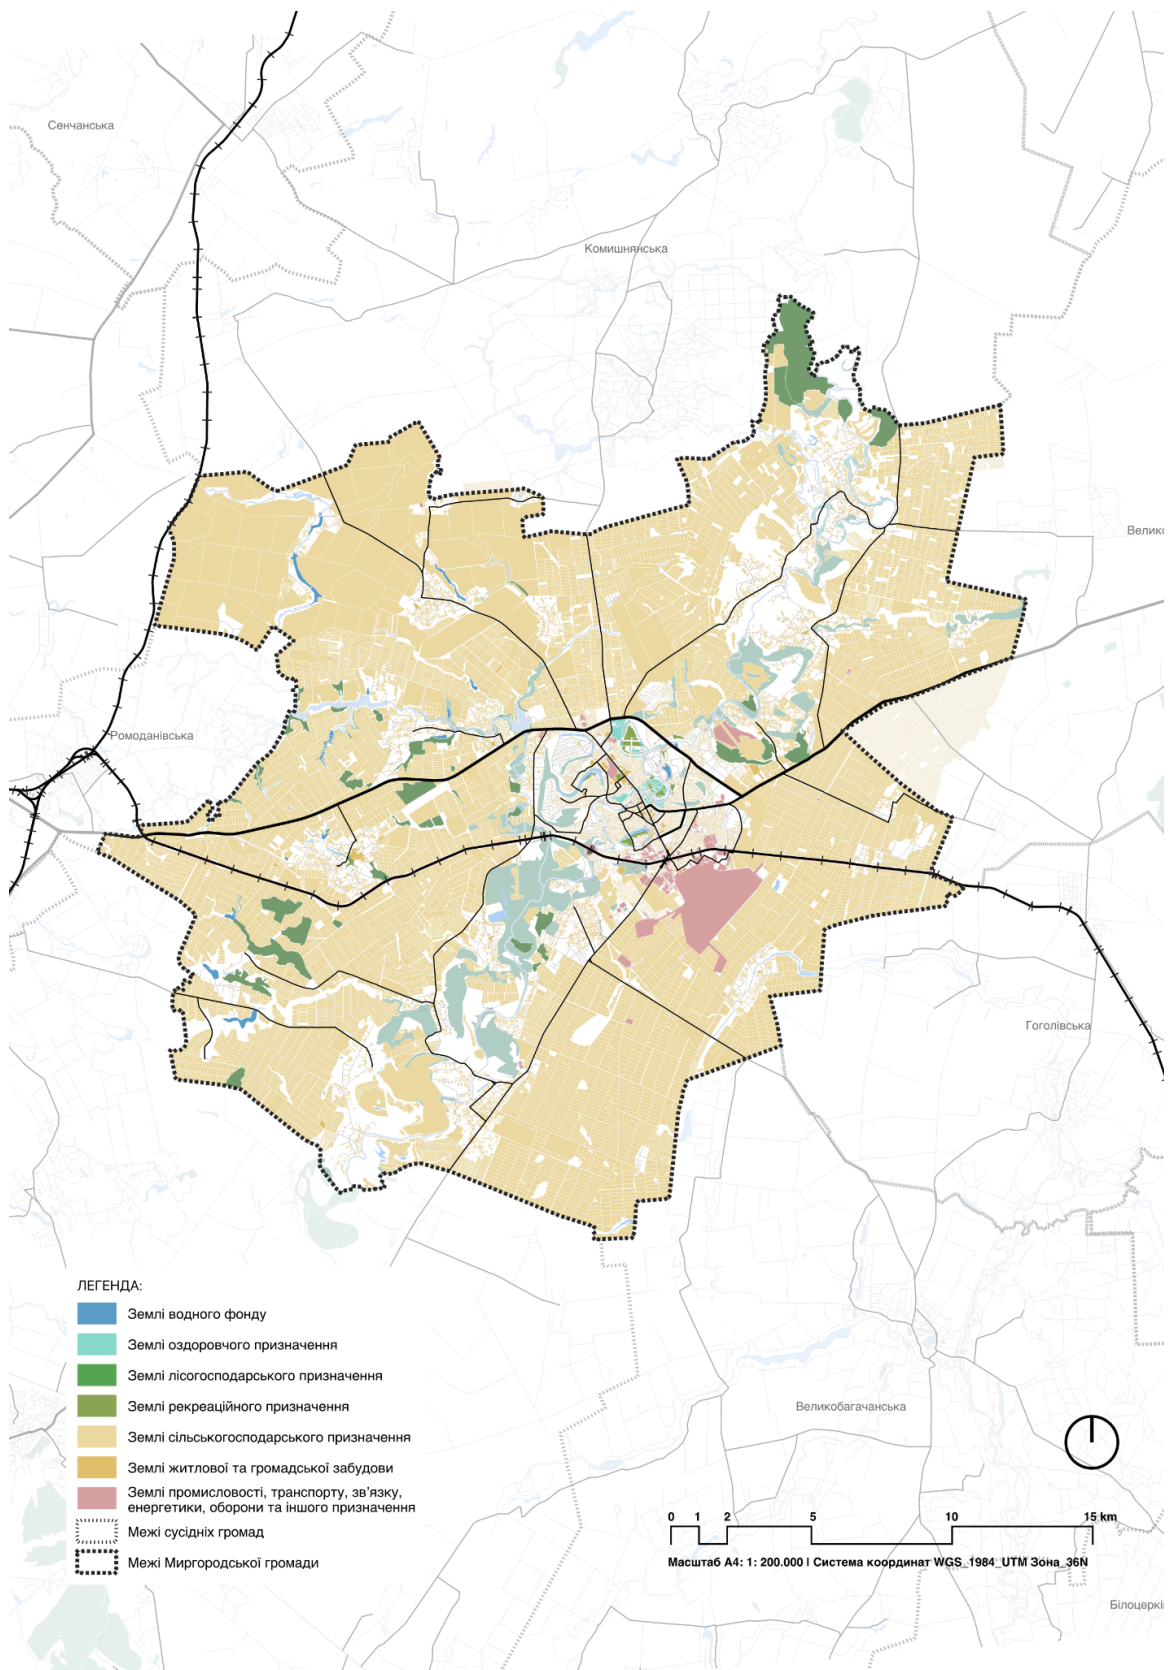 Сенчанська
Комишнянська
Ромоданівська
Гоголівська
ЛЕГЕНДА:
Землі водного фонду
Землі оздоровчого призначення
Землі лісогосподарського призначення
Землі рекреаційного призначення
Землі сільськогосподарського призначення
Землі житлової та громадської забудови
Землі промисловості, транспорту, зв'язку,
енергетики, оборони та іншого призначення
Межі сусідніх громад
Межі Миргородської громади
Великобагачанська
0 1 2 5 10 15 km
Масштаб А4: 1: 200.000 | Система координат WGS_1984_UTM Зона_36N